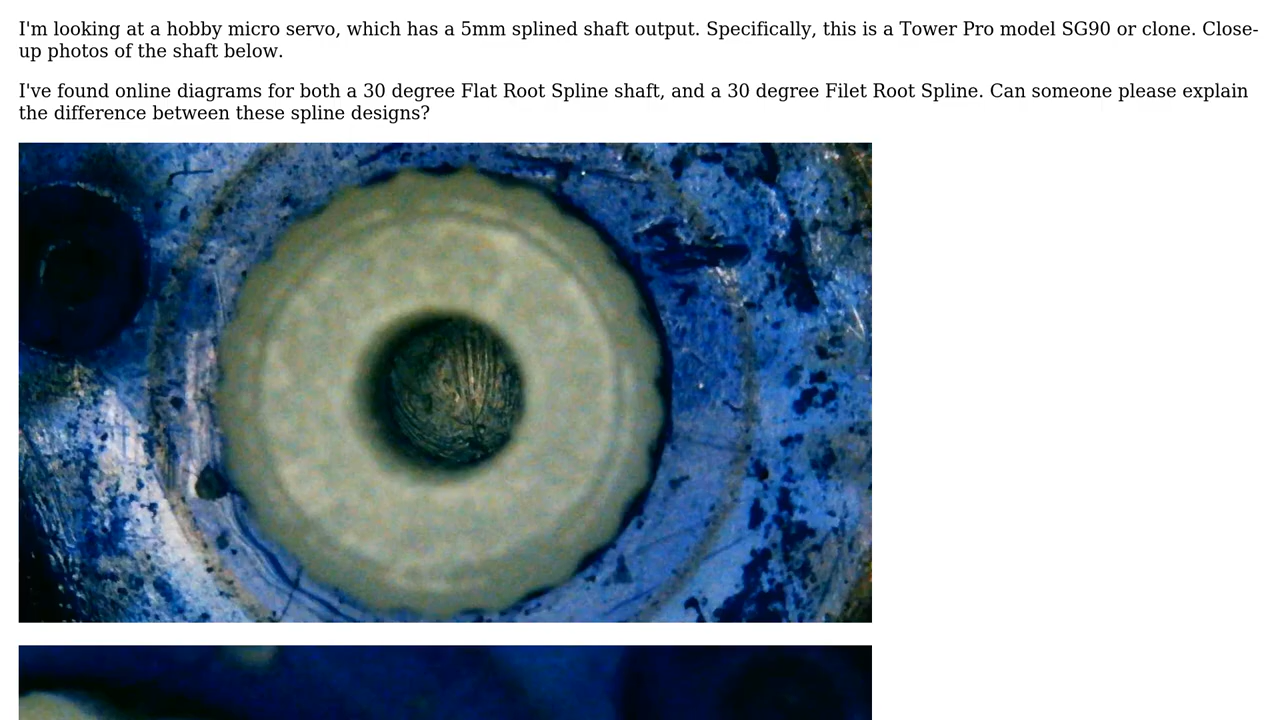 I'm looking at a hobby micro servo, which has a 5mm splined shaft output. Specifically, this is a Tower Pro model SG90 or clone. Close-
up photos of the shaft below.
I've found online diagrams for both a 30 degree Flat Root Spline shaft, and a 30 degree Filet Root Spline. Can someone please explain
the difference between these spline designs?